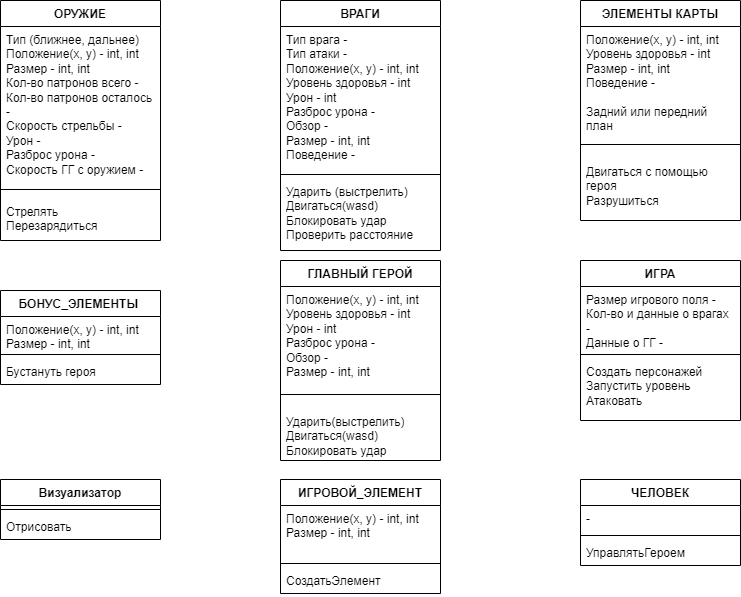 ОРУЖИЕ
Тип (ближнее, дальнее)
Положение(x, y) - int, int
Размер - int, int
Кол-во патронов всего -
Кол-во патронов осталось
-
Скорость стрельбы -
Урон -
Разброс урона -
Скорость ГГ с оружием -
Стрелять
Перезарядиться
ВРАГИ
Тип врага -
Тип атаки -
Положение(x, y) - int, int
Уровень здоровья - int
Урон - int
Разброс урона -
Обзор -
Размер - int, int
Поведение -
Ударить (выстрелить)
Двигаться(wasd)
Блокировать удар
Проверить расстояние
ЭЛЕМЕНТЫ КАРТЫ
Положение(x, y) - int, int
Уровень здоровья - int
Размер - int, int
Поведение -
Задний или передний
план
Двигаться с помощью
героя
Разрушиться
БОНУС_ЭЛЕМЕНТЫ
Положение(x, y) - int, int
Размер - int, int
Бустануть героя
ГЛАВНЫЙ ГЕРОЙ
Положение(x, y) - int, int
Уровень здоровья - int
Урон - int
Разброс урона -
Обзор -
Размер - int, int
Ударить(выстрелить)
Двигаться(wasd)
Блокировать удар
ИГРА
Размер игрового поля -
Кол-во и данные о врагах
-
Данные о ГГ -
Создать персонажей
Запустить уровень
Атаковать
Визуализатор
Отрисовать
ИГРОВОЙ_ЭЛЕМЕНТ
Положение(x, y) - int, int
Размер - int, int
СоздатьЭлемент
ЧЕЛОВЕК
-
УправлятьГероем